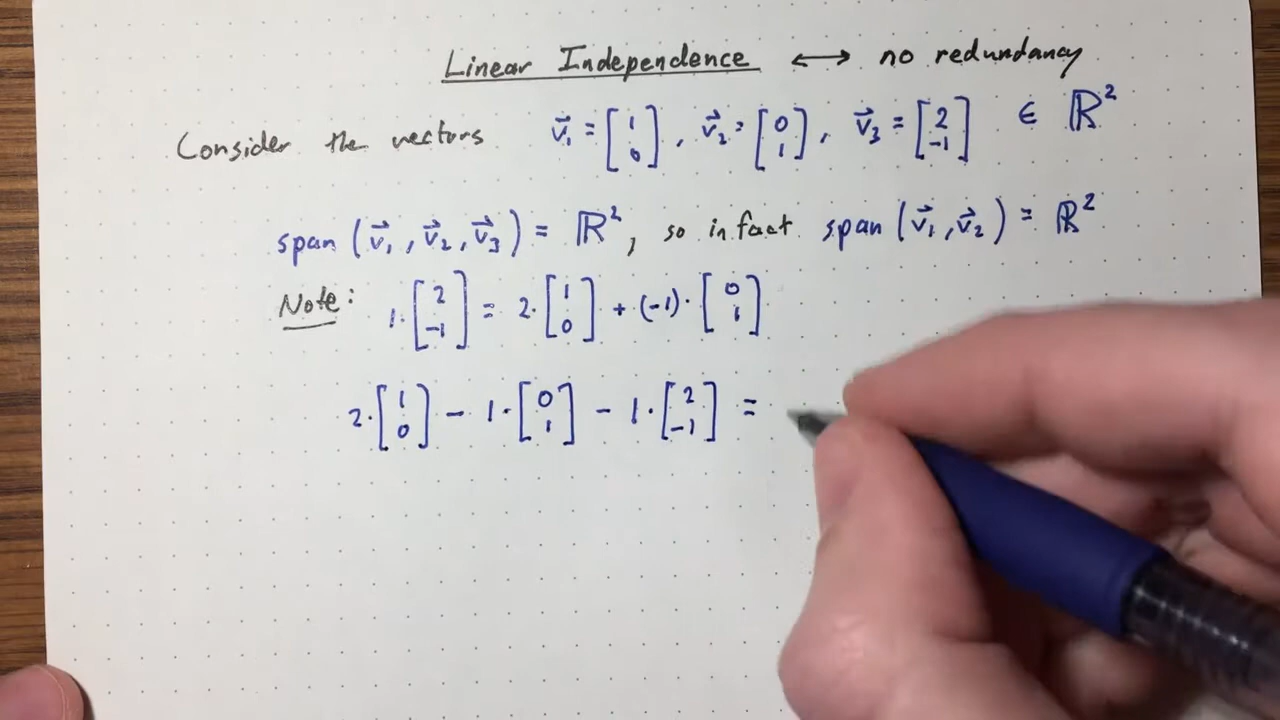 Linear Independence ⟷ no redundancy
Consider the vectors v⃗₁ = [1 0], v⃗₂ = [0 1], v⃗₃ = [2 -1] ∈ ℝ²
span (v⃗₁, v⃗₂, v⃗₃) = ℝ², so in fact span (v⃗₁, v⃗₂) = ℝ²
Note: 1·[2 -1] = 2·[1 0] + (-1)·[0 1]
2·[1 0] - 1·[0 1] - 1·[2 -1] =